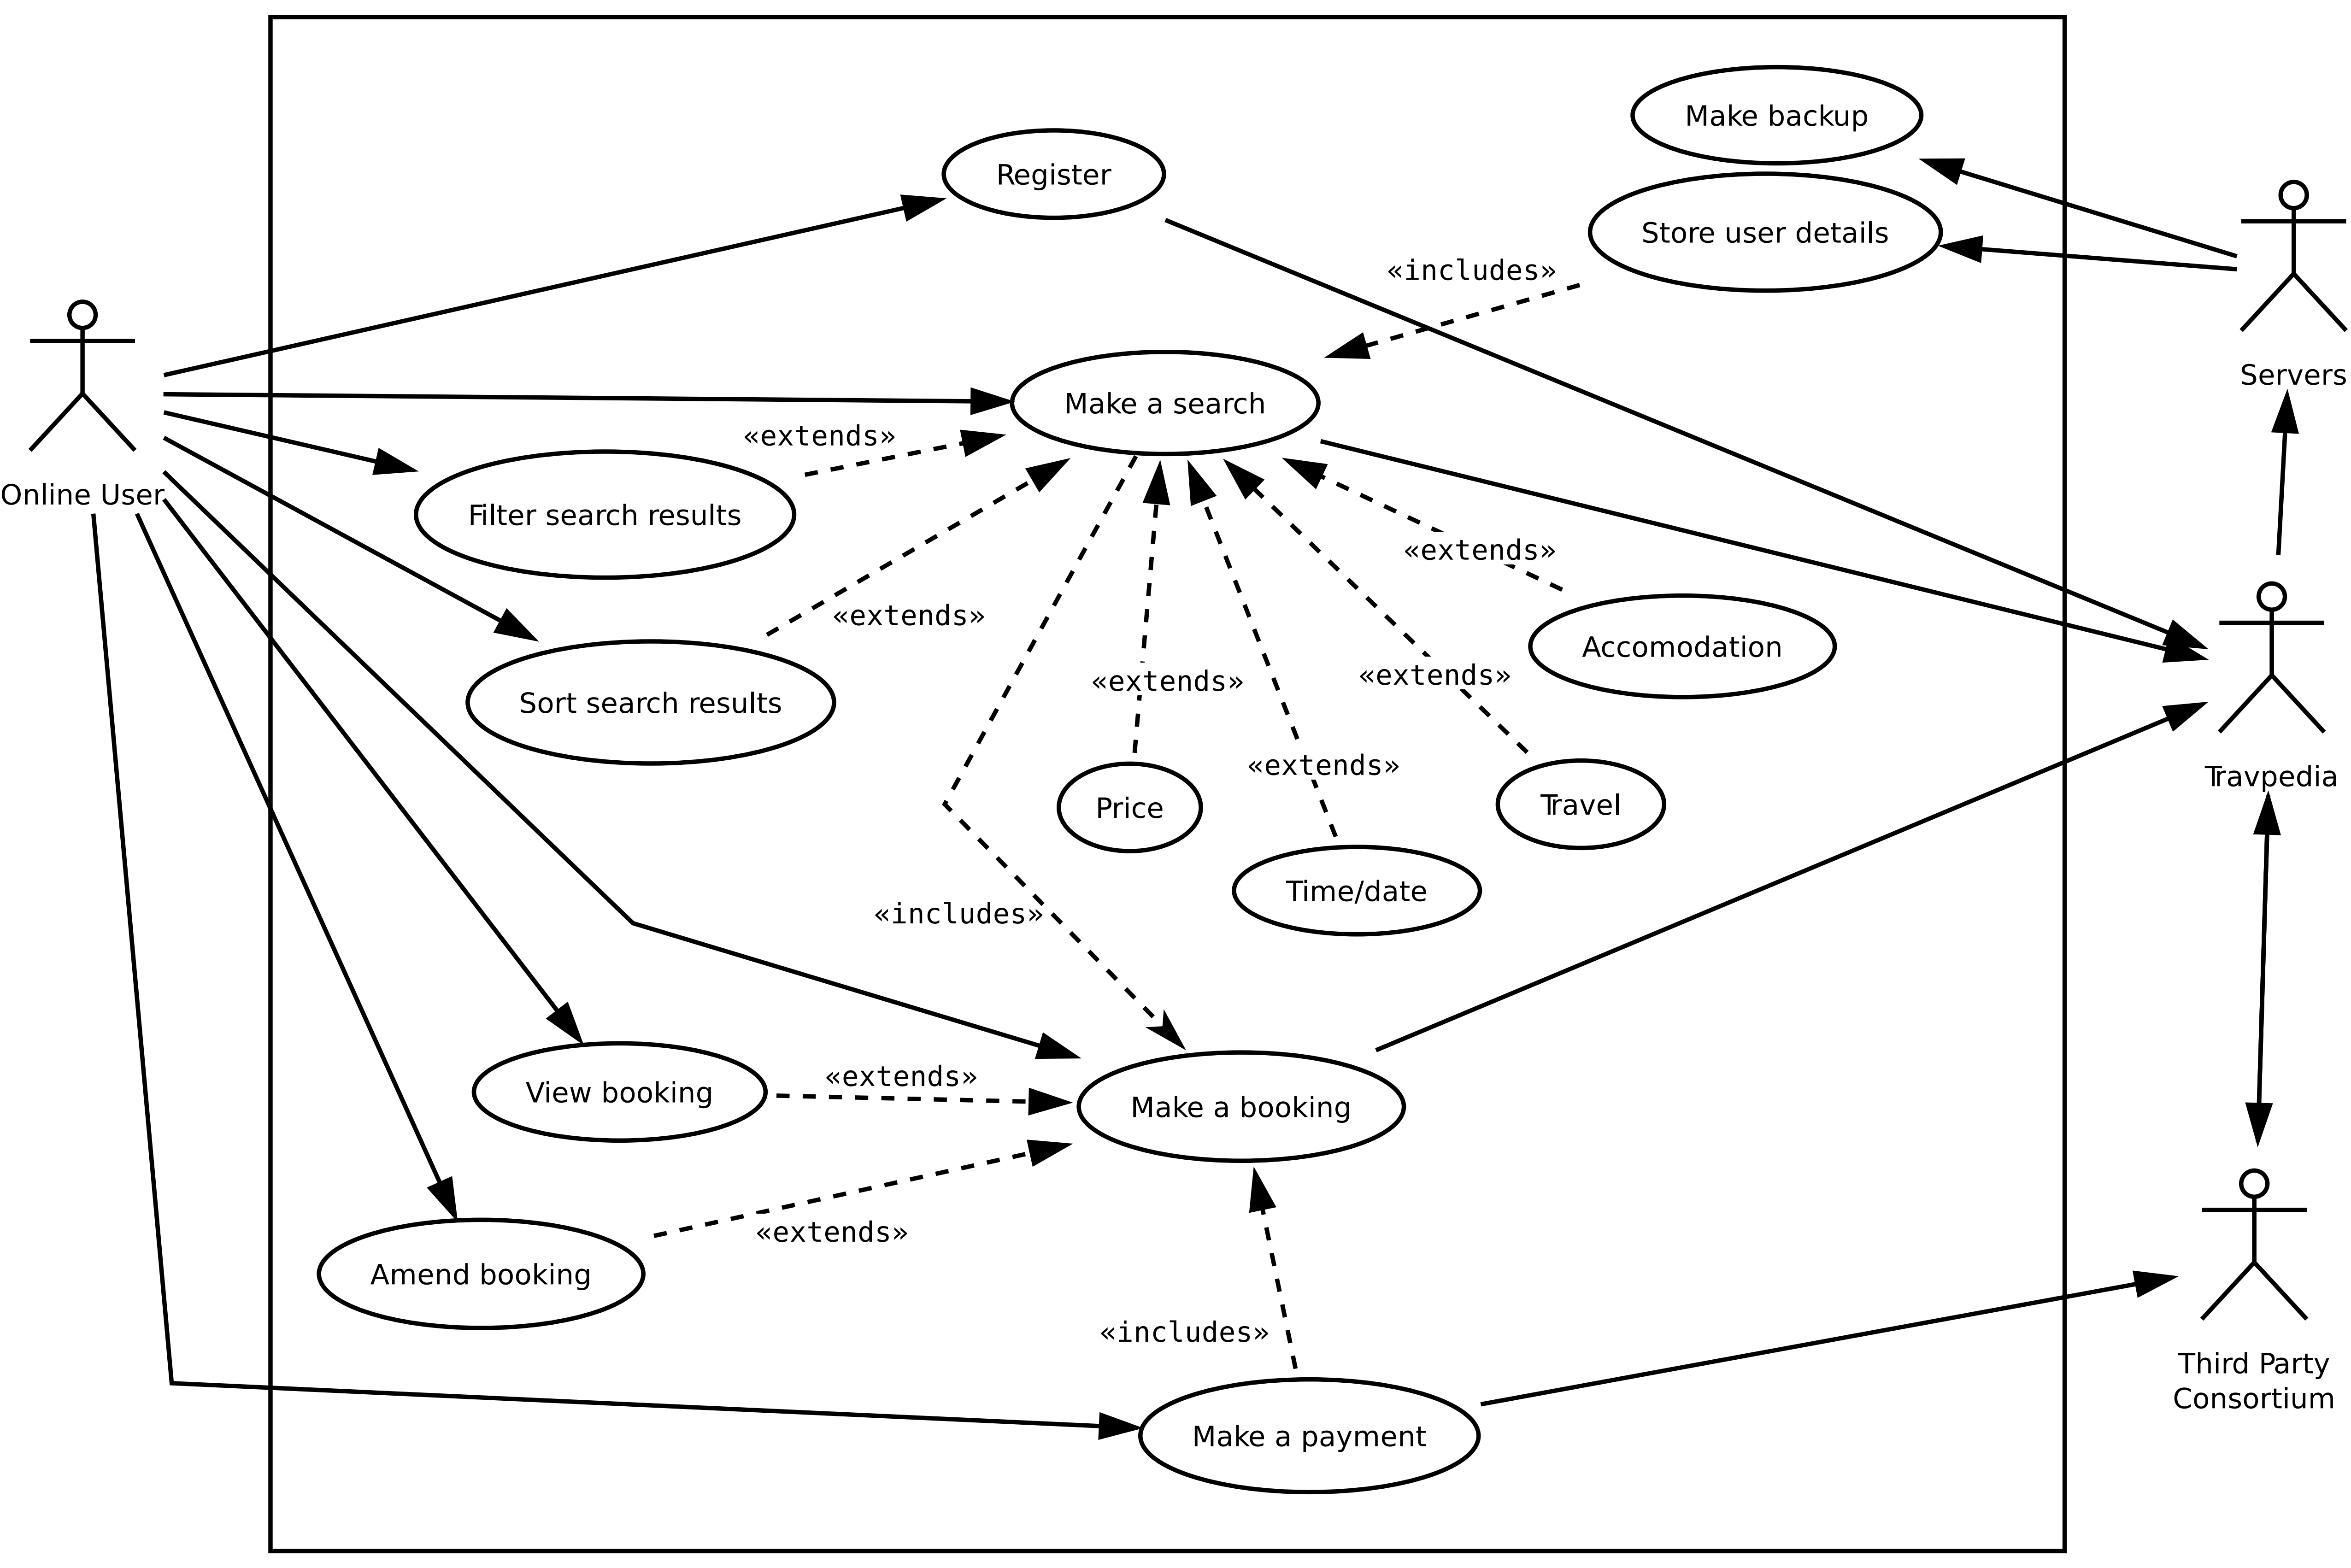 Make backup
Register
Store user details
«includes»
Servers
Make a search
«extends»
Online User
Filter search results
«extends»
«extends»
Accomodation
«extends»
«extends»
Sort search results
«extends»
Travpedia
Price
Travel
Time/date
«includes»
«extends»
View booking
Make a booking
«extends»
Amend booking
«includes»
Third Party
Consortium
Make a payment